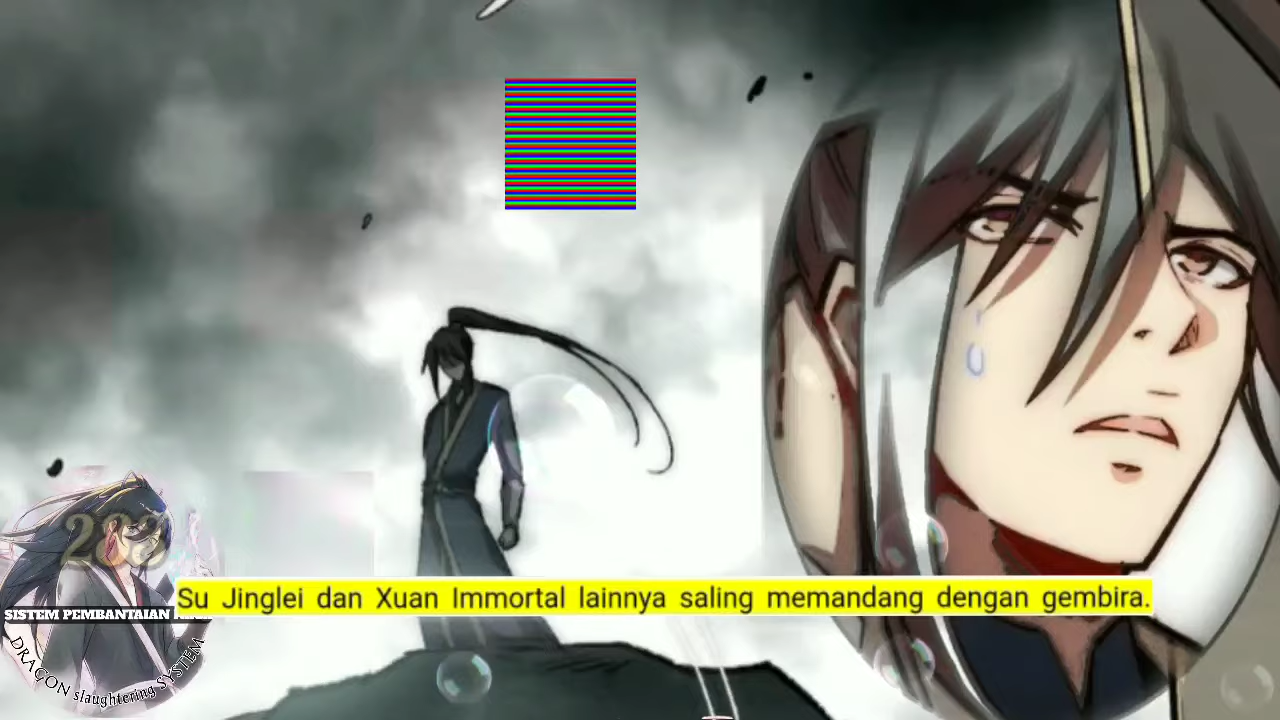 Su Jinglei dan Xuan Immortal lainnya saling memandang dengan gembira.
SISTEM PEMBANTAIAN
DRAGON slaughtering SYSTEM